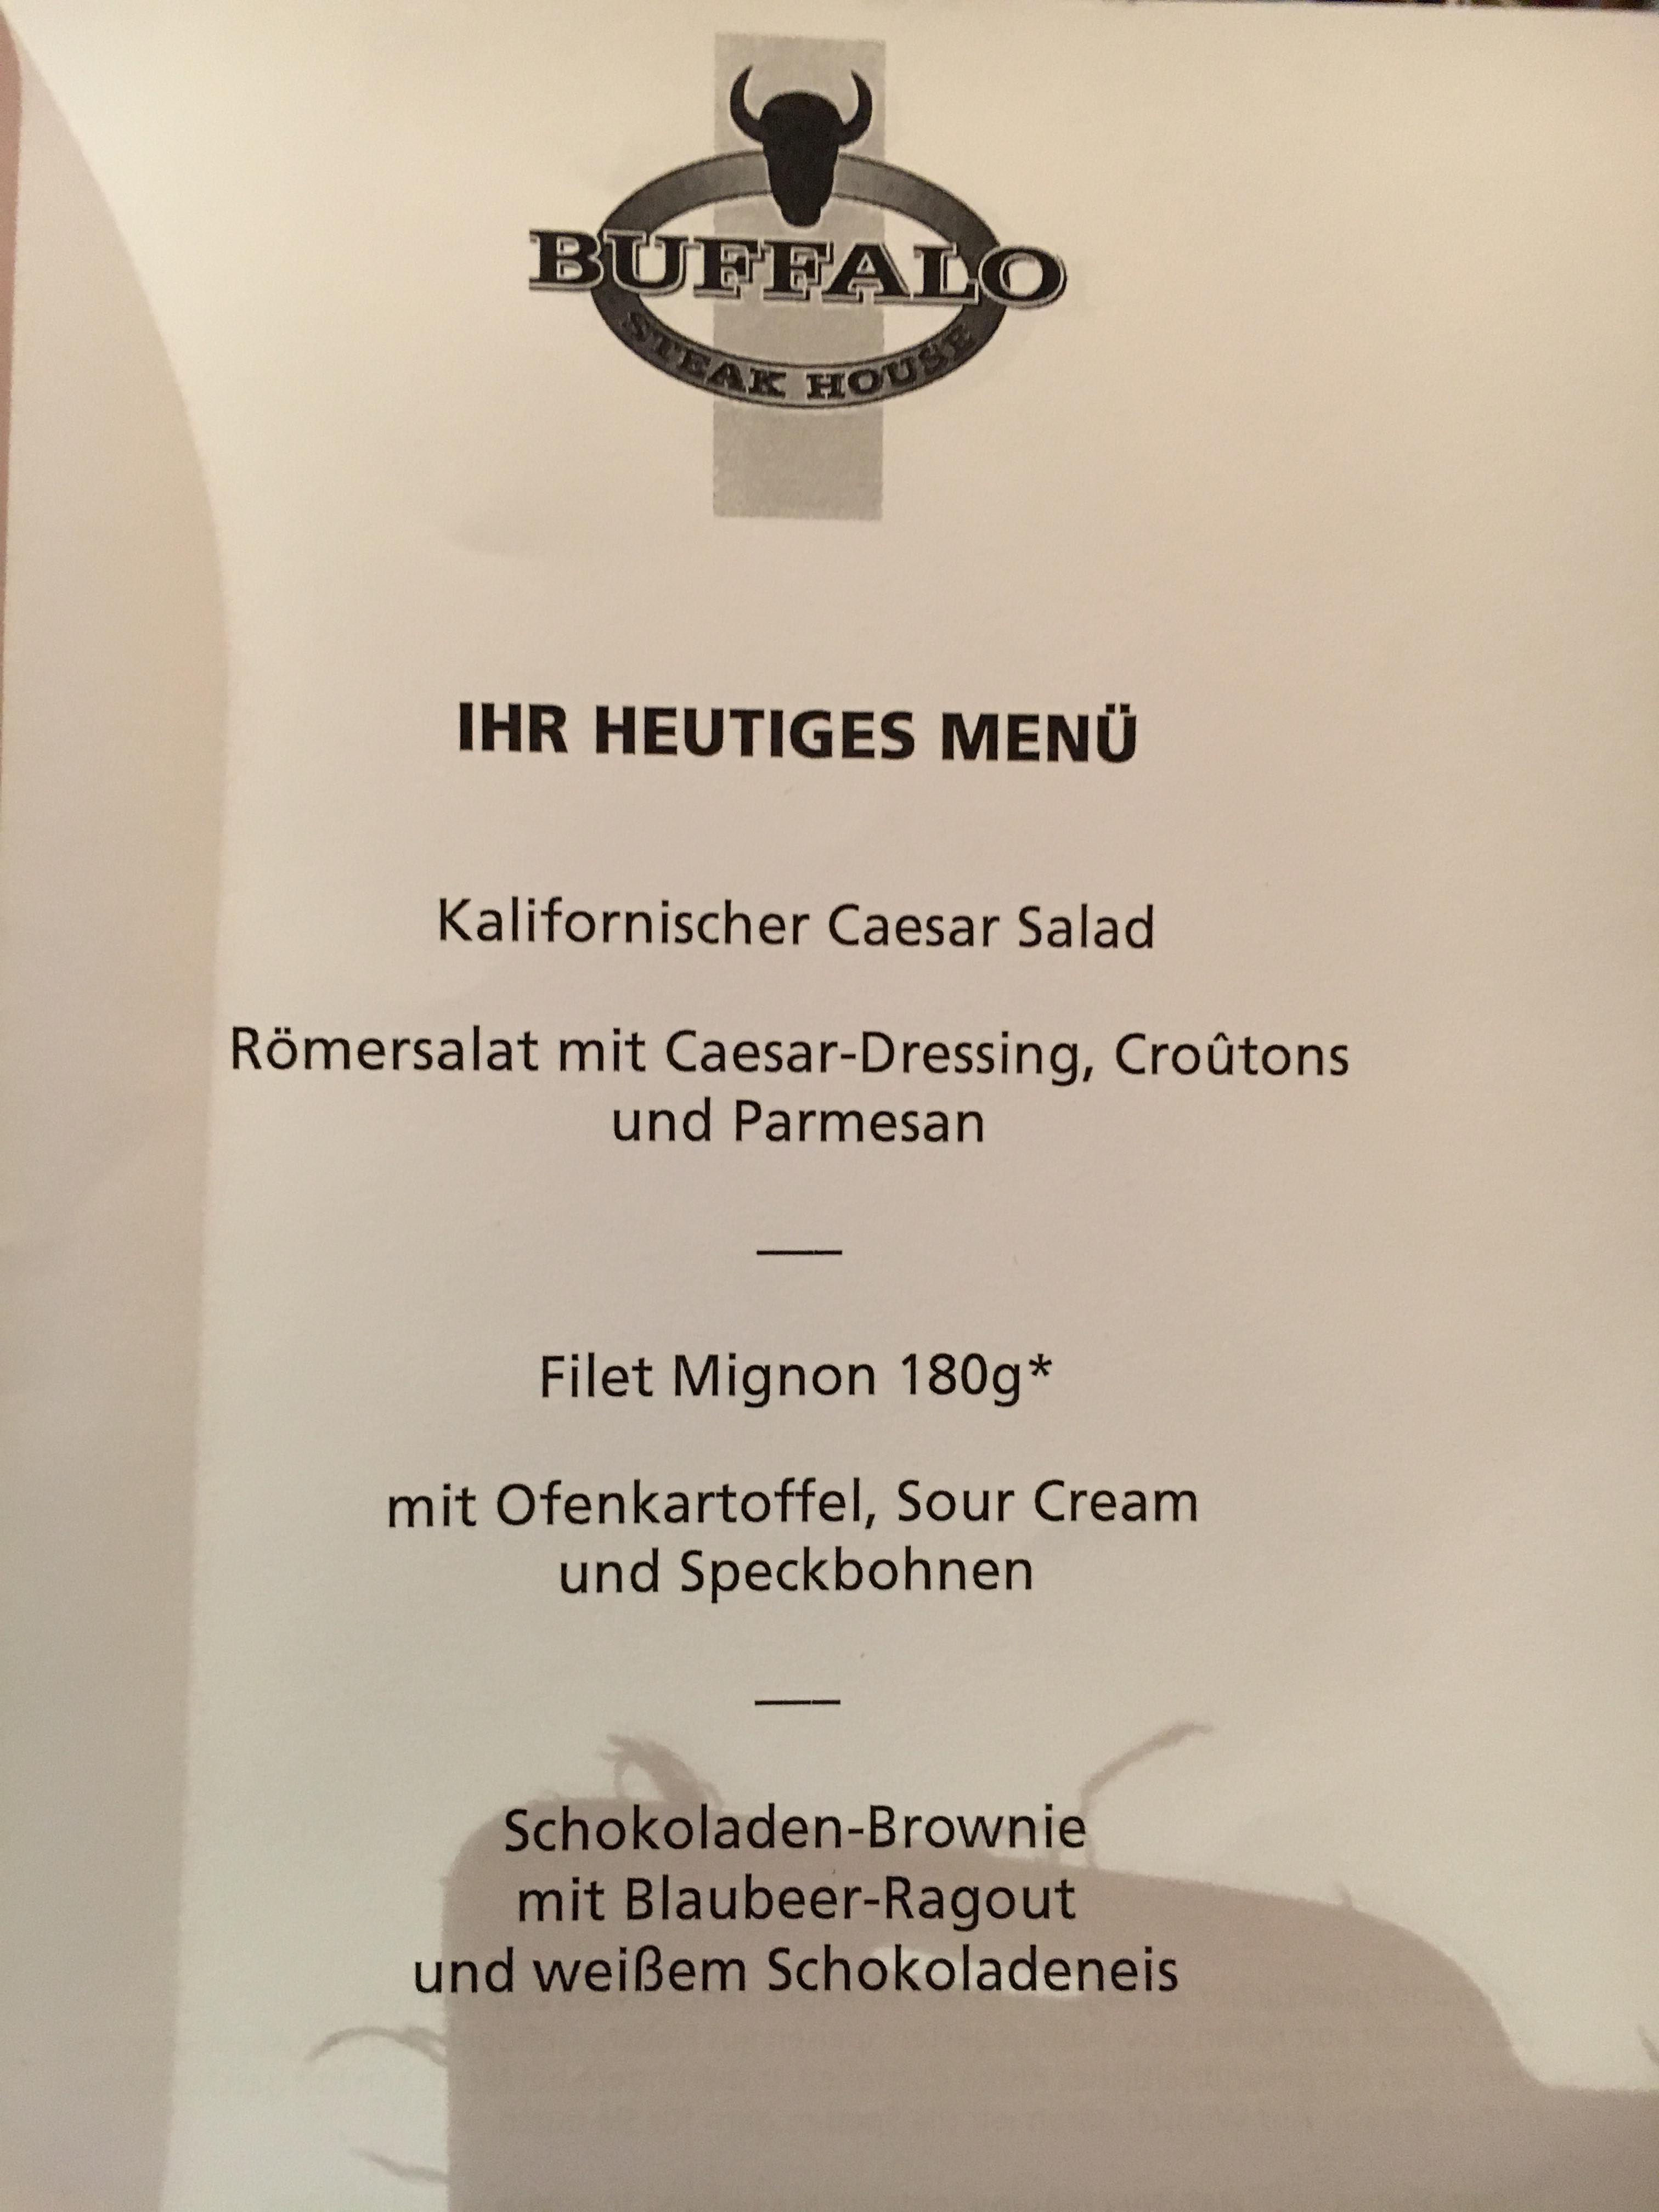 BUFFALO
STEAK HOUSE
IHR HEUTIGES MENÜ
Kalifornischer Caesar Salad
Römersalat mit Caesar-Dressing, Croûtons
und Parmesan
Filet Mignon 180g*
mit Ofenkartoffel, Sour Cream
und Speckbohnen
Schokoladen-Brownie
mit Blaubeer-Ragout
und weißem Schokoladeneis